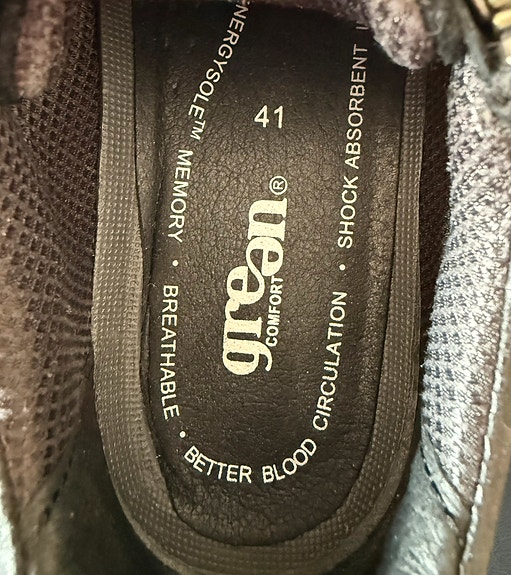 41
green®
COMFORT
ENERGYSOLE™ MEMORY • BREATHABLE • BETTER BLOOD CIRCULATION • SHOCK ABSORBENT